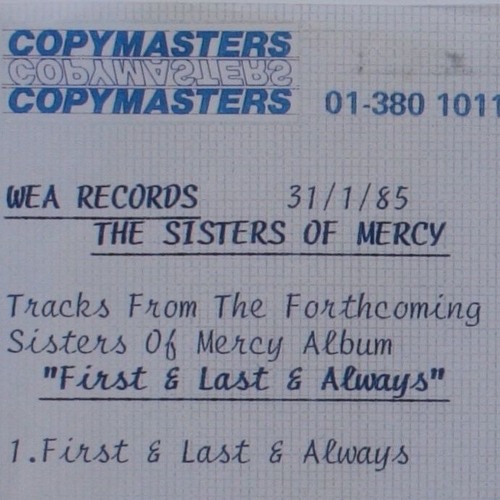 COPYMASTERS
COPYMASTERS
COPYMASTERS 01-380 1011
WEA RECORDS 31/1/85
THE SISTERS OF MERCY
Tracks From The Forthcoming
Sisters Of Mercy Album
"First & Last & Always"
1.First & Last & Always